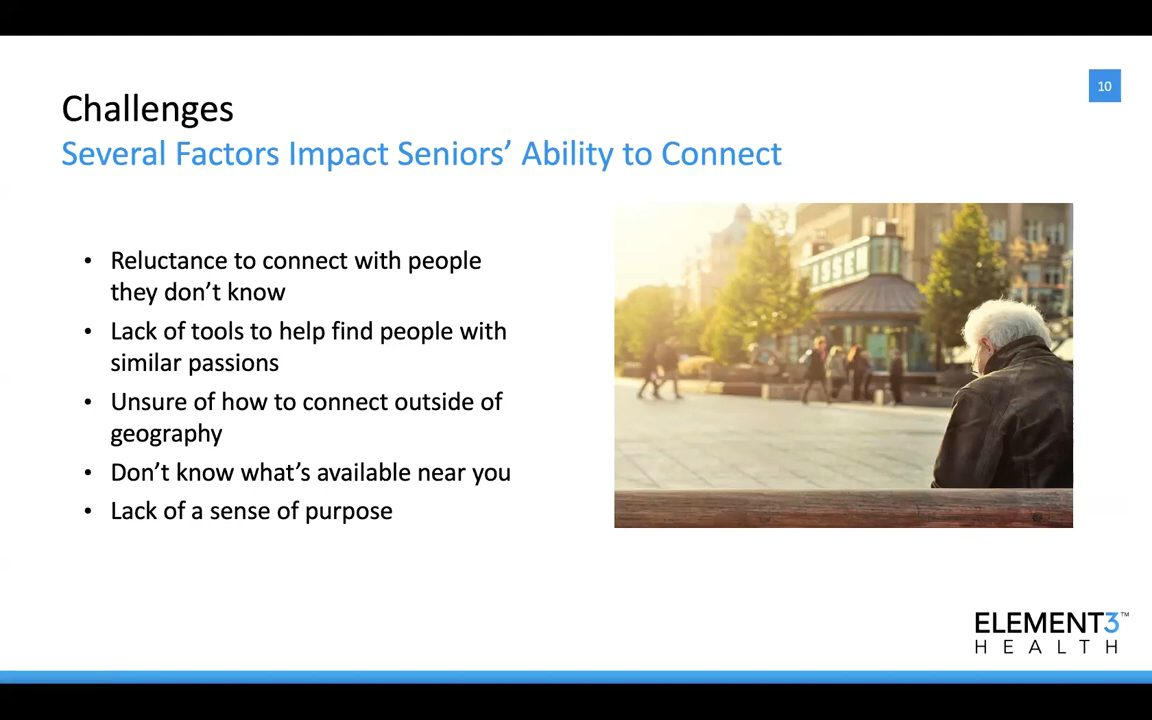 10
Challenges
Several Factors Impact Seniors’ Ability to Connect
• Reluctance to connect with people
they don’t know
• Lack of tools to help find people with
similar passions
• Unsure of how to connect outside of
geography
• Don’t know what’s available near you
• Lack of a sense of purpose
ELEMENT3™
HEALTH